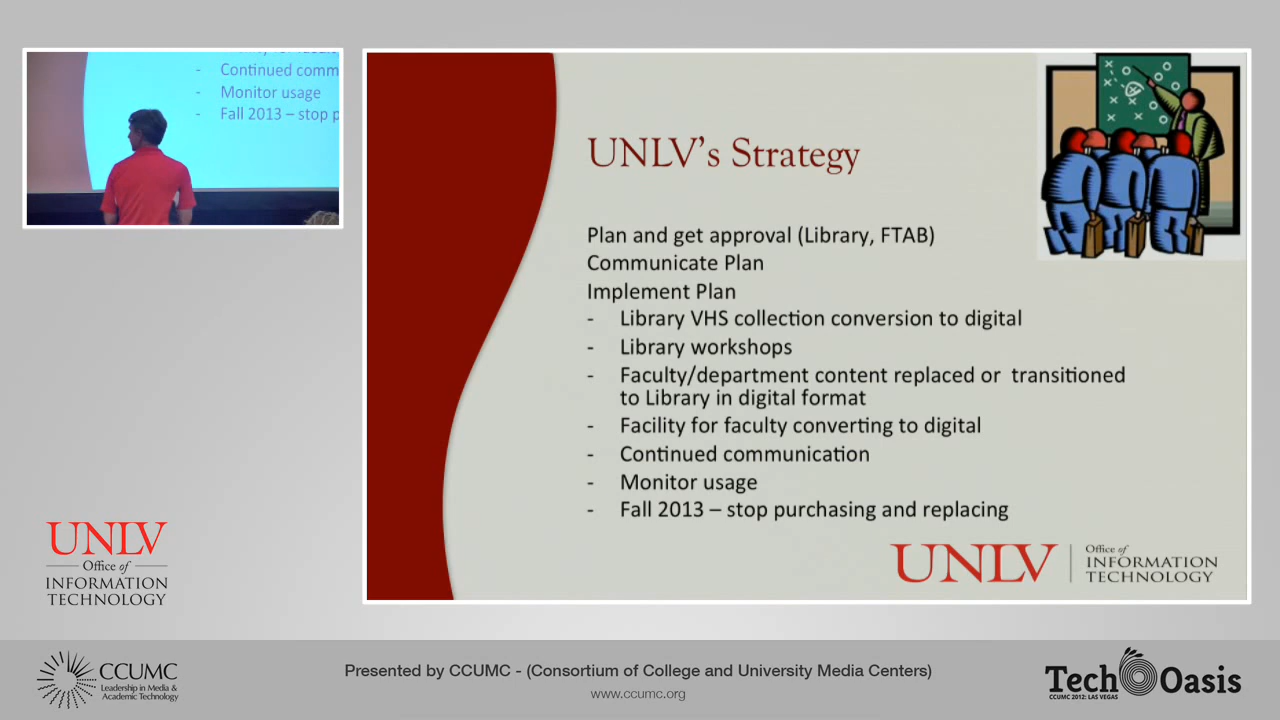 Continued comm
- Monitor usage
- Fall 2013 – stop p
UNLV's Strategy
Plan and get approval (Library, FTAB)
Communicate Plan
Implement Plan
- Library VHS collection conversion to digital
- Library workshops
- Faculty/department content replaced or transitioned
to Library in digital format
- Facility for faculty converting to digital
- Continued communication
- Monitor usage
- Fall 2013 – stop purchasing and replacing
UNLV
Office of
INFORMATION
TECHNOLOGY
UNLV
Office of
INFORMATION
TECHNOLOGY
CCUMC
Leadership in Media &
Academic Technology
Presented by CCUMC - (Consortium of College and University Media Centers)
www.ccumc.org
Tech Oasis
CCUMC 2012: LAS VEGAS